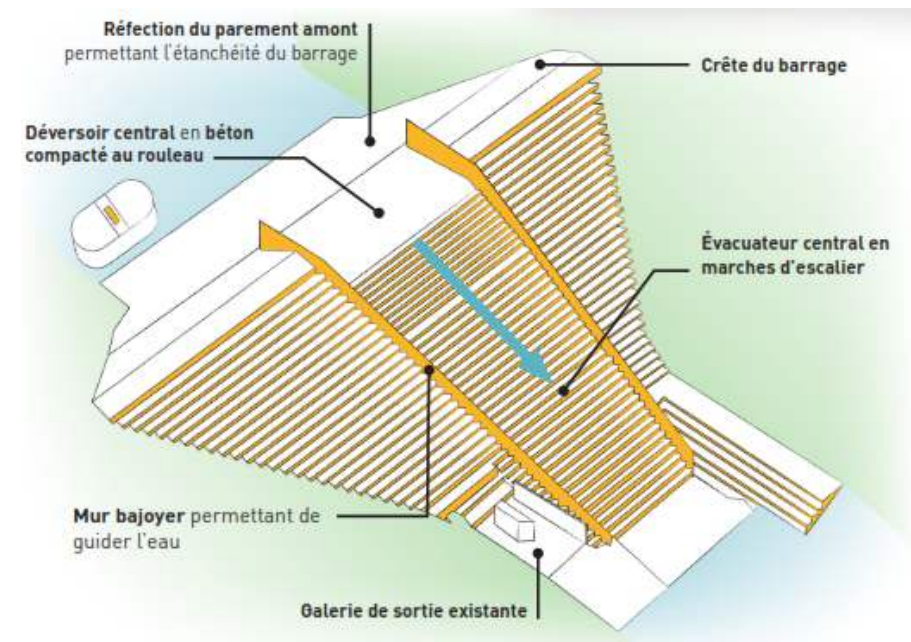 Réfection du parement amont
permettant l'étanchéité du barrage
Crête du barrage
Déversoir central en béton
compacté au rouleau
Évacuateur central en
marches d'escalier
Mur bajoyer permettant de
guider l'eau
Galerie de sortie existante